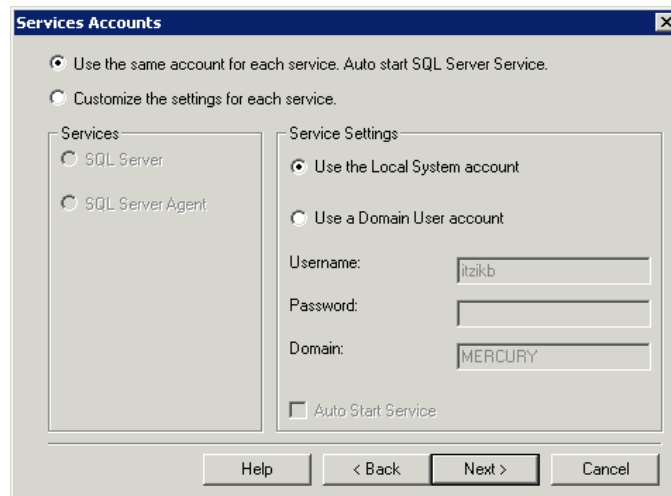 Services Accounts
Use the same account for each service. Auto start SQL Server Service.
Customize the settings for each service.
Services
SQL Server
SQL Server Agent
Service Settings
Use the Local System account
Use a Domain User account
Username:
itzikb
Password:
Domain:
MERCURY
Auto Start Service
Help
< Back
Next >
Cancel